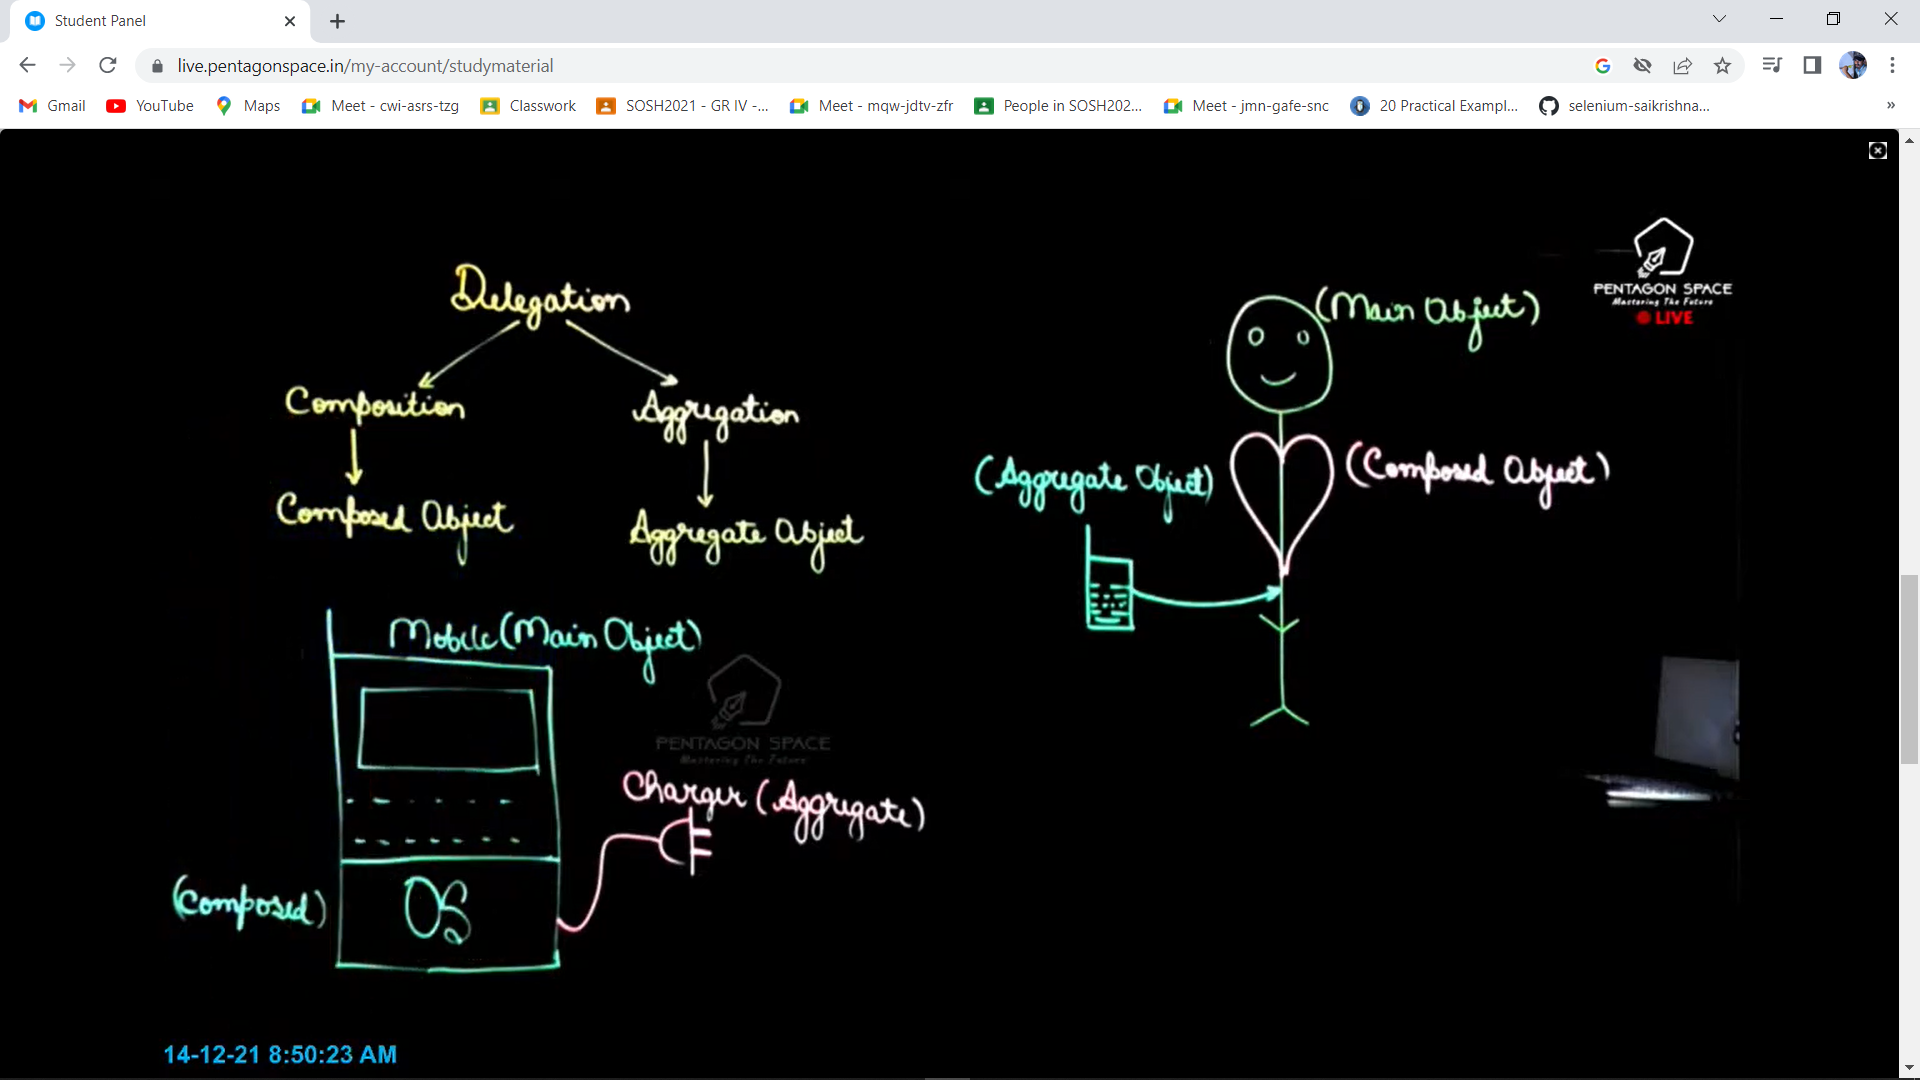 Student Panel
live.pentagonspace.in/my-account/studymaterial
Gmail
YouTube
Maps
Meet - cwi-asrs-tzg
Classwork
SOSH2021 - GR IV -...
Meet - mqw-jdtv-zfr
People in SOSH202...
Meet - jmn-gafe-snc
20 Practical Exampl...
selenium-saikrishna...
»
PENTAGON SPACE
Mastering The Future
LIVE
Delegation
Composition
Aggregation
Composed Object
Aggregate Object
(Main Object)
(Aggregate Object)
(Composed Object)
Mobile (Main Object)
PENTAGON SPACE
Mastering The Future
Charger (Aggregate)
(Composed)
OS
14-12-21 8:50:23 AM